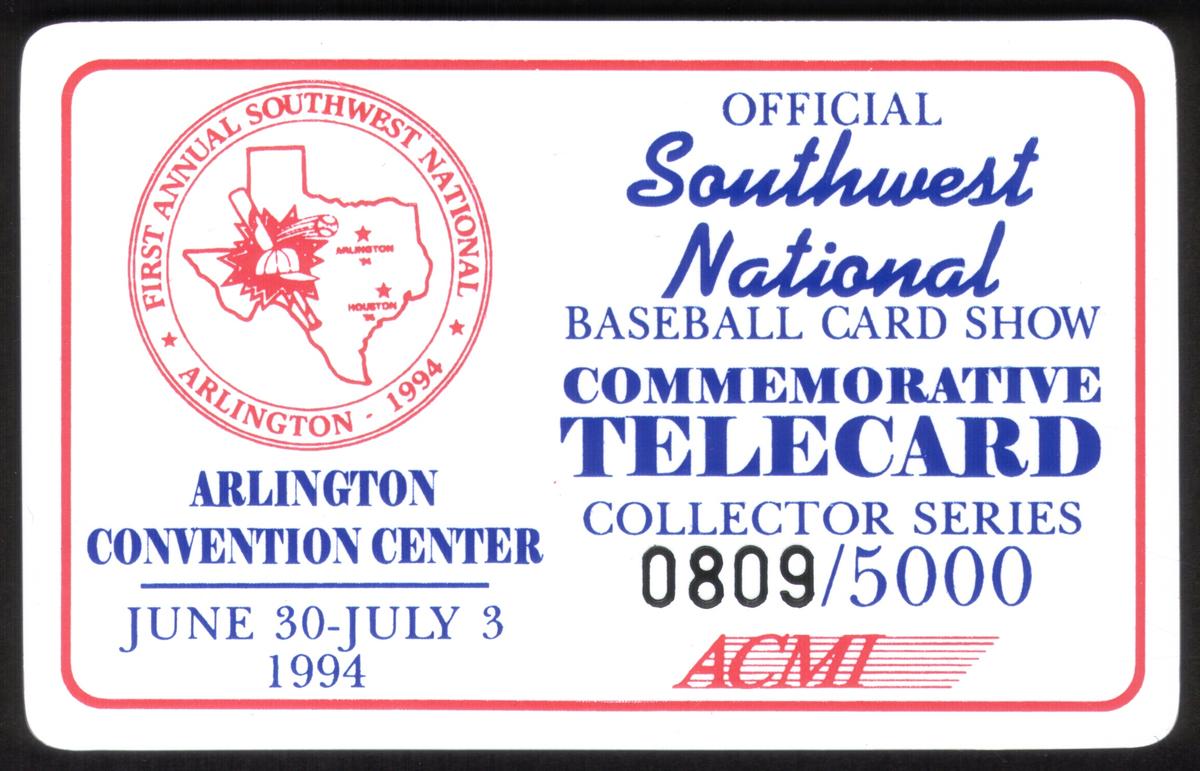 FIRST ANNUAL SOUTHWEST NATIONAL
ARLINGTON
'94
HOUSTON
ARLINGTON - 1994
ARLINGTON
CONVENTION CENTER
JUNE 30-JULY 3
1994
OFFICIAL
Southwest
National
BASEBALL CARD SHOW
COMMEMORATIVE
TELECARD
COLLECTOR SERIES
0809/5000
ACMI